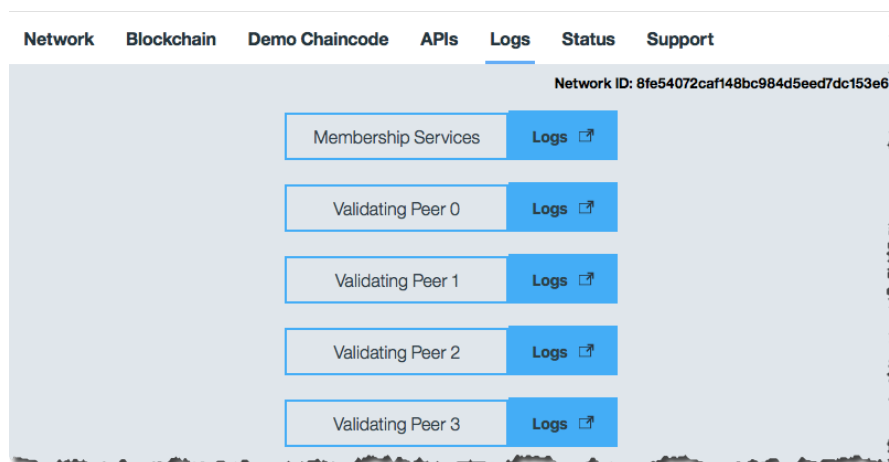 Network Blockchain Demo Chaincode APIs Logs Status Support
Network ID: 8fe54072caf148bc984d5eed7dc153e6
Membership Services Logs
Validating Peer 0 Logs
Validating Peer 1 Logs
Validating Peer 2 Logs
Validating Peer 3 Logs